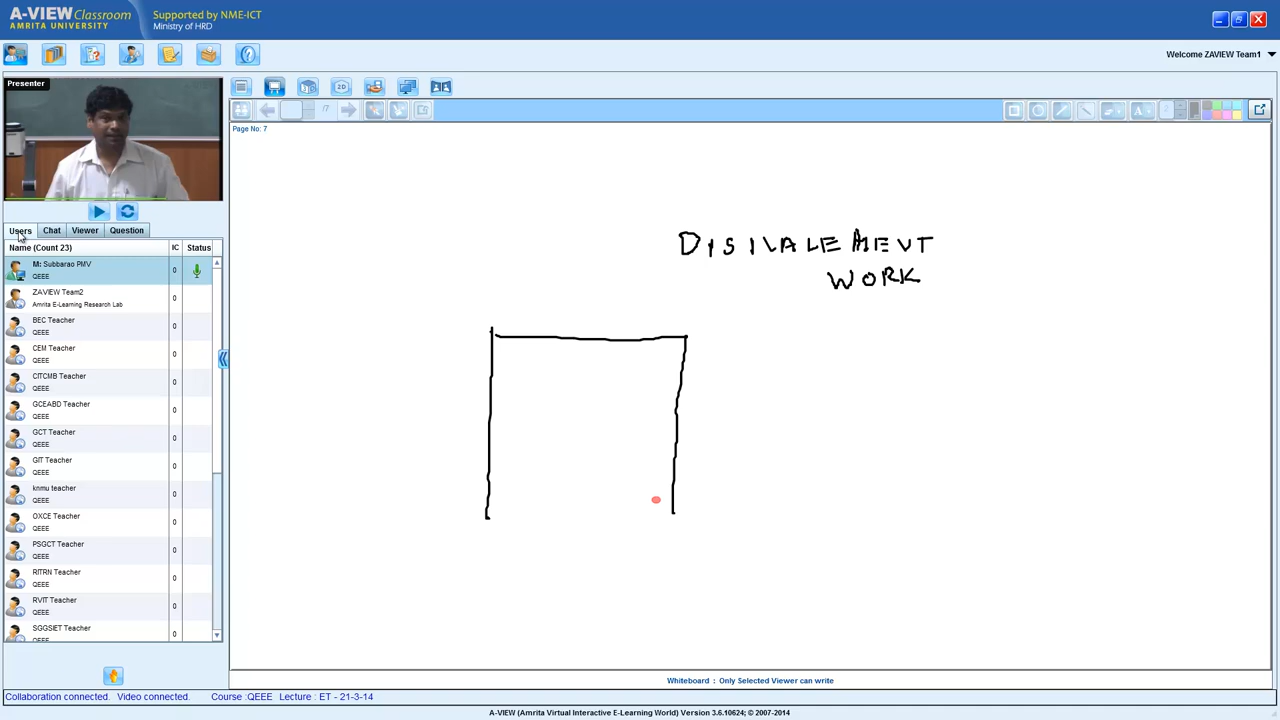 A-VIEW Classroom
AMRITA UNIVERSITY
Supported by NME-ICT
Ministry of HRD
Welcome ZAVIEW Team1
Presenter
2D
/7
A
2
Page No: 7
Users Chat Viewer Question
Name (Count 23) IC Status
M: Subbarao PMV
QEEE
0
ZAVIEW Team2
Amrita E-Learning Research Lab
0
BEC Teacher
QEEE
0
CEM Teacher
QEEE
0
CITCMB Teacher
QEEE
0
GCEABD Teacher
QEEE
0
GCT Teacher
QEEE
0
GIT Teacher
QEEE
0
knmu teacher
QEEE
0
OXCE Teacher
QEEE
0
PSGCT Teacher
QEEE
0
RITRN Teacher
QEEE
0
RVIT Teacher
QEEE
0
SGGSIET Teacher
QEEE
0
WORK
Whiteboard : Only Selected Viewer can write
Collaboration connected. Video connected. Course :QEEE Lecture : ET - 21-3-14
A-VIEW (Amrita Virtual Interactive E-Learning World) Version 3.6.10624; © 2007-2014